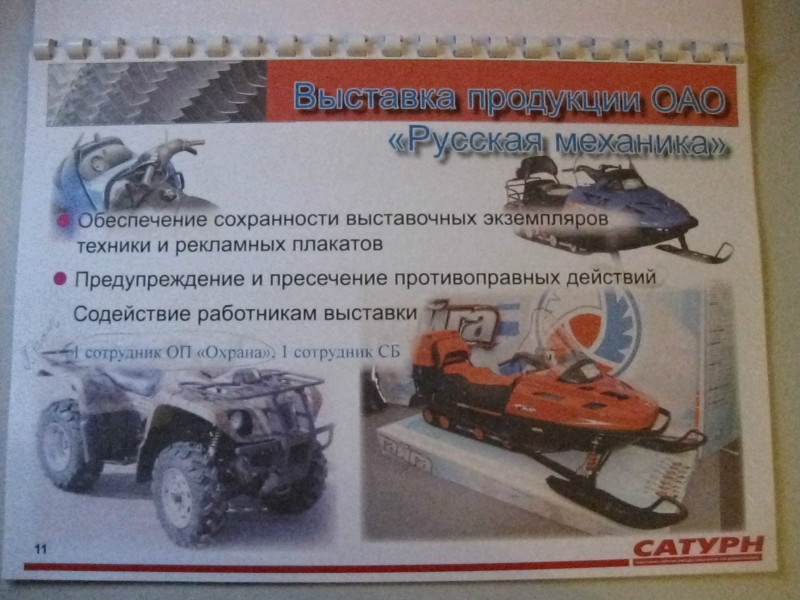 Выставка продукции ОАО
«Русская механика»
Обеспечение сохранности выставочных экземпляров
техники и рекламных плакатов
Предупреждение и пресечение противоправных действий
Содействие работникам выставки
1 сотрудник ОП «Охрана», 1 сотрудник СБ
тайга
11
САТУРН